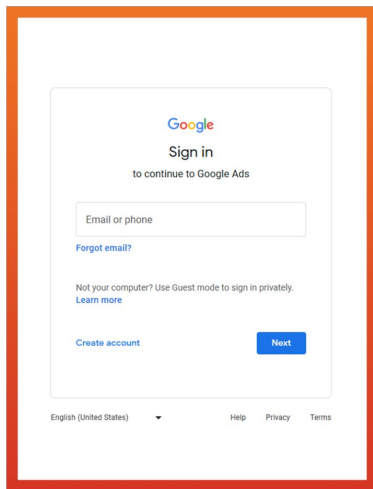 Google
Sign in
to continue to Google Ads
Email or phone
Forgot email?
Not your computer? Use Guest mode to sign in privately.
Learn more
Create account
Next
English (United States)
Help Privacy Terms